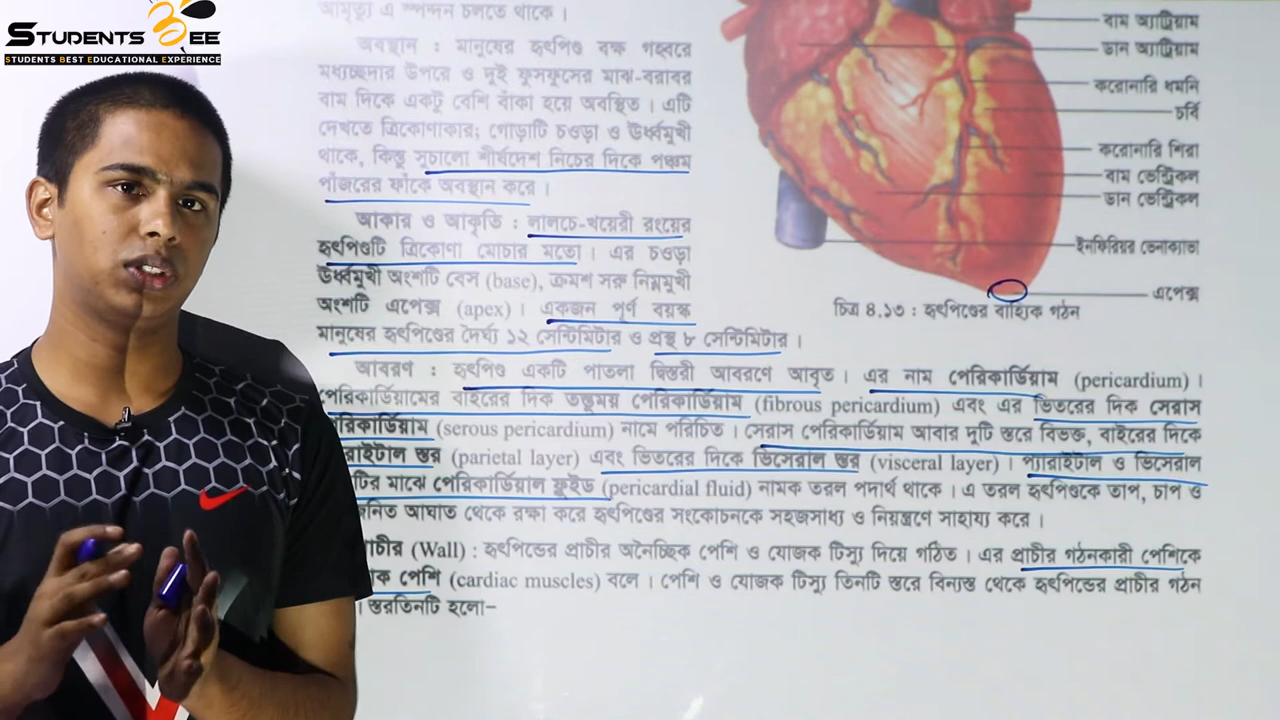 STUDENTS BEE
STUDENTS BEST EDUCATIONAL EXPERIENCE
আমৃত্যু এ স্পন্দন চলতে থাকে ।
অবস্থান : মানুষের হৃৎপিণ্ড বক্ষ গহ্বরে
মধ্যচ্ছদার উপরে ও দুই ফুসফুসের মাঝ-বরাবর
বাম দিকে একটু বেশি বাঁকা হয়ে অবস্থিত । এটি
দেখতে ত্রিকোণাকার; গোড়াটি চওড়া ও ঊর্ধ্বমুখী
থাকে, কিন্তু সুচালো শীর্ষদেশ নিচের দিকে পঞ্চম
পাঁজরের ফাঁকে অবস্থান করে ।
আকার ও আকৃতি : লালচে-খয়েরী রংয়ের
হৃৎপিণ্ডটি ত্রিকোণা মোচার মতো । এর চওড়া
ঊর্ধ্বমুখী অংশটি বেস (base), ক্রমশ সরু নিম্নমুখী
অংশটি এপেক্স (apex) । একজন পূর্ণ বয়স্ক
মানুষের হৃৎপিণ্ডের দৈর্ঘ্য ১২ সেন্টিমিটার ও প্রস্থ ৮ সেন্টিমিটার ।
বাম অ্যাট্রিয়াম
ডান অ্যাট্রিয়াম
করোনারি ধমনি
চর্বি
করোনারি শিরা
বাম ভেন্ট্রিকল
ডান ভেন্ট্রিকল
ইনফিরিয়র ভেনাক্যাভা
এপেক্স
চিত্র ৪.১৩ : হৃৎপিণ্ডের বাহ্যিক গঠন
আবরণ : হৃৎপিণ্ড একটি পাতলা দ্বিস্তরী আবরণে আবৃত । এর নাম পেরিকার্ডিয়াম (pericardium) ।
পেরিকার্ডিয়ামের বাইরের দিক তন্তুময় পেরিকার্ডিয়াম (fibrous pericardium) এবং এর ভিতরের দিক সেরাস
রিকার্ডিয়াম (serous pericardium) নামে পরিচিত । সেরাস পেরিকার্ডিয়াম আবার দুটি স্তরে বিভক্ত, বাইরের দিকে
রাইটাল স্তর (parietal layer) এবং ভিতরের দিকে ভিসেরাল স্তর (visceral layer) । প্যারাইটাল ও ভিসেরাল
টির মাঝে পেরিকার্ডিয়াল ফ্লুইড (pericardial fluid) নামক তরল পদার্থ থাকে । এ তরল হৃৎপিণ্ডকে তাপ, চাপ ও
জনিত আঘাত থেকে রক্ষা করে হৃৎপিণ্ডের সংকোচনকে সহজসাধ্য ও নিয়ন্ত্রণে সাহায্য করে ।
াচীর (Wall) : হৃৎপিন্ডের প্রাচীর অনৈচ্ছিক পেশি ও যোজক টিস্যু দিয়ে গঠিত । এর প্রাচীর গঠনকারী পেশিকে
ক পেশি (cardiac muscles) বলে । পেশি ও যোজক টিস্যু তিনটি স্তরে বিন্যস্ত থেকে হৃৎপিন্ডের প্রাচীর গঠন
। স্তরতিনটি হলো–